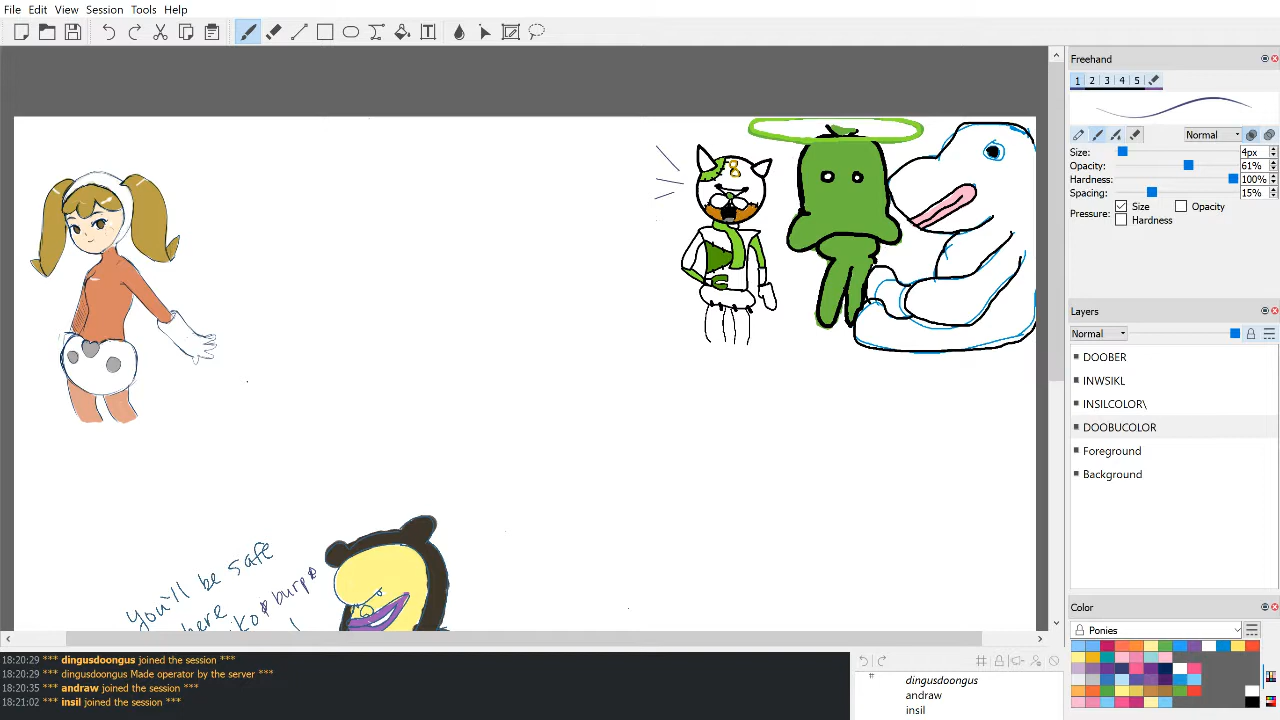 File Edit View Session Tools Help
Freehand
1 2 3 4 5
Normal
Size: 4px
Opacity: 61%
Hardness: 100%
Spacing: 15%
Pressure: Size Opacity
Hardness
Layers
Normal
DOOBER
INWSIKL
INSILCOLOR\
DOOBUCOLOR
Foreground
Background
Color
Ponies
8
you'll be safe
here
*burp*
18:20:29 *** dingusdoongus joined the session ***
18:20:29 *** dingusdoongus Made operator by the server ***
18:20:35 *** andraw joined the session ***
18:21:02 *** insil joined the session ***
dingusdoongus
andraw
insil